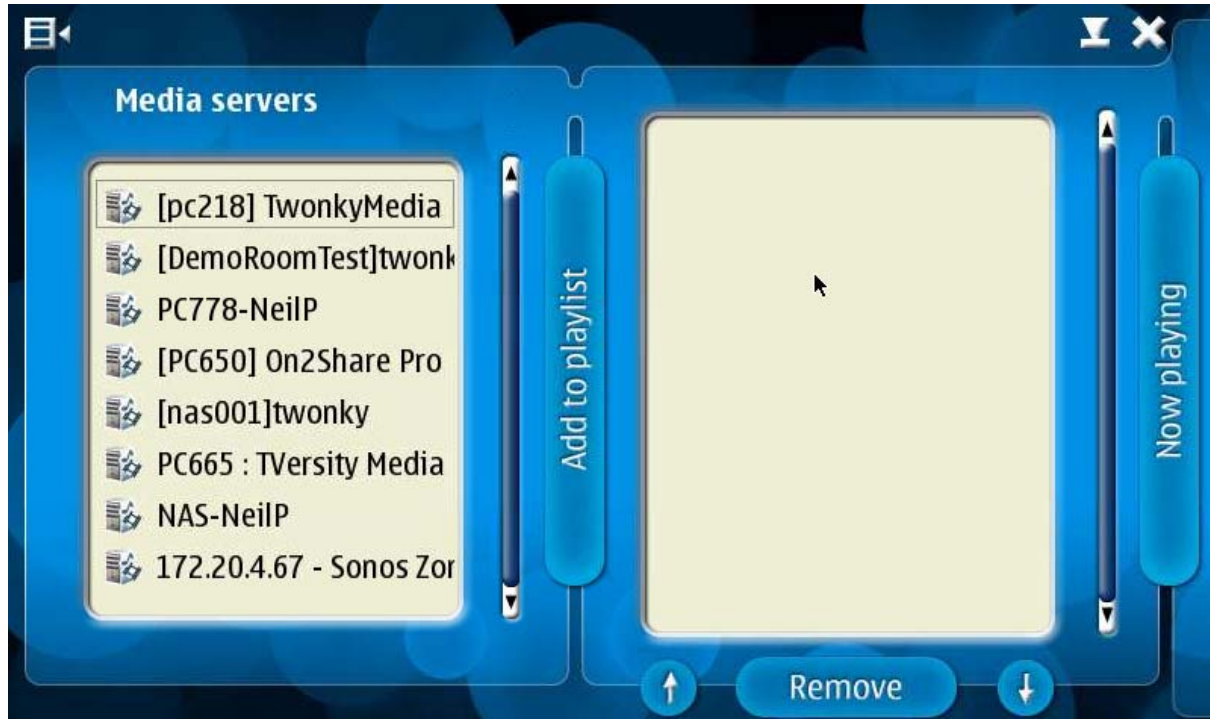 Media servers
[pc218] TwonkyMedia
[DemoRoomTest]twonk
PC778-NeilP
[PC650] On2Share Pro
[nas001]twonky
PC665 : TVersity Media
NAS-NeilP
172.20.4.67 - Sonos Zon
Add to playlist
Remove
Now playing